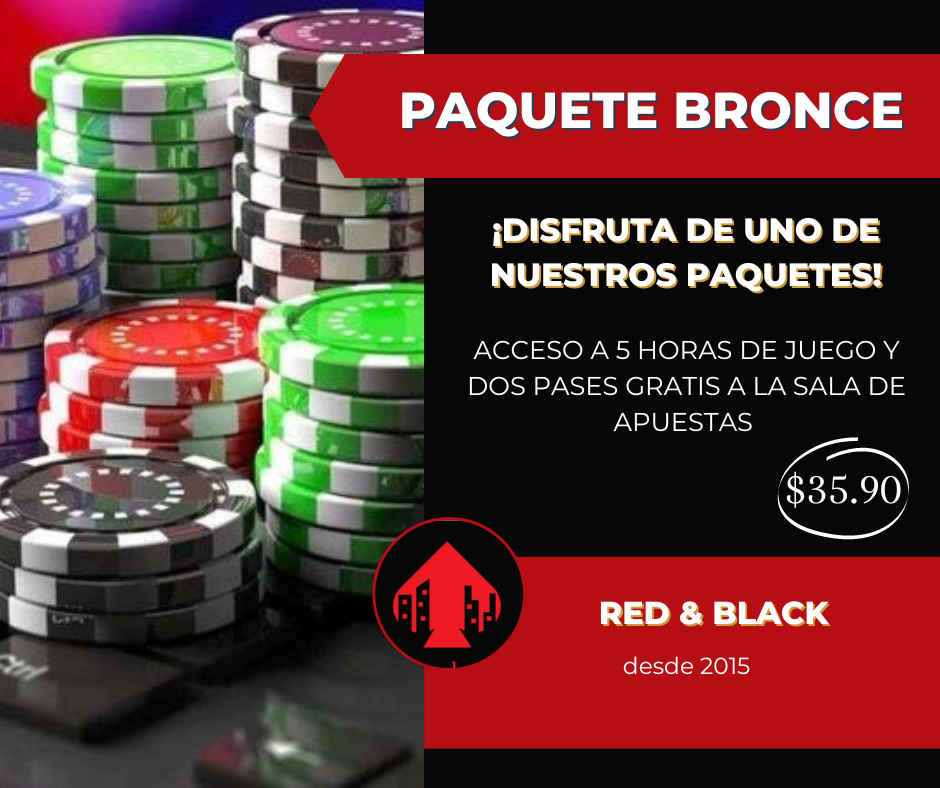 PAQUETE BRONCE
¡DISFRUTA DE UNO DE
NUESTROS PAQUETES!
ACCESO A 5 HORAS DE JUEGO Y
DOS PASES GRATIS A LA SALA DE
APUESTAS
$35.90
RED & BLACK
desde 2015
Ctrl